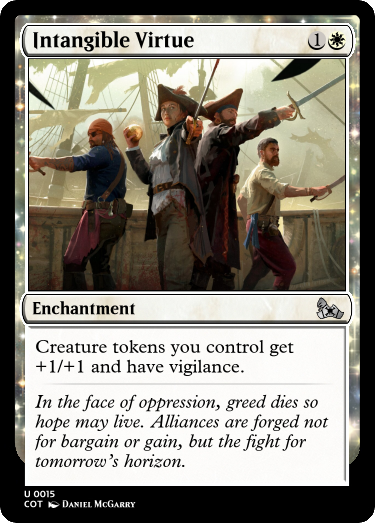 Intangible Virtue 1
Enchantment
Creature tokens you control get
+1/+1 and have vigilance.
In the face of oppression, greed dies so
hope may live. Alliances are forged not
for bargain or gain, but the fight for
tomorrow's horizon.
U 0015
COT DANIEL MCGARRY